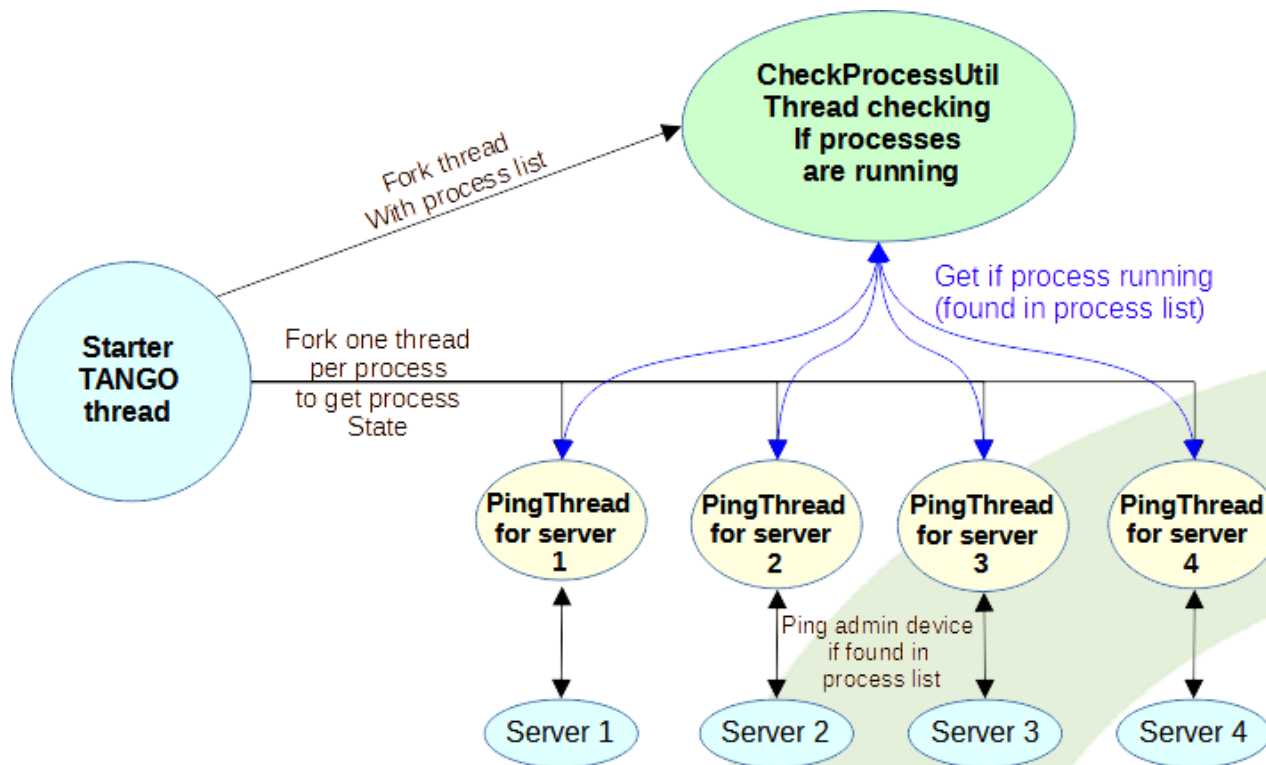 CheckProcessUtil
Thread checking
If processes
are running
Fork thread
With process list
Get if process running
(found in process list)
Starter
TANGO
thread
Fork one thread
per process
to get process
State
PingThread
for server
1
PingThread
for server
2
PingThread
for server
3
PingThread
for server
4
Ping admin device
if found in
process list
Server 1
Server 2
Server 3
Server 4